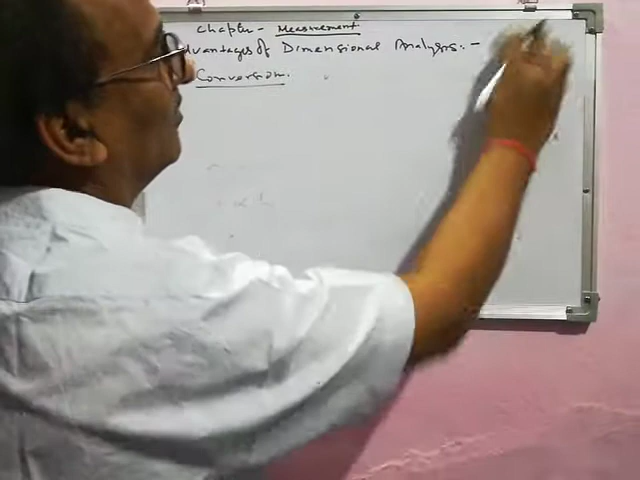 Chapter- Measurement
dvantages of Dimensional Analysis:-
Conversion.